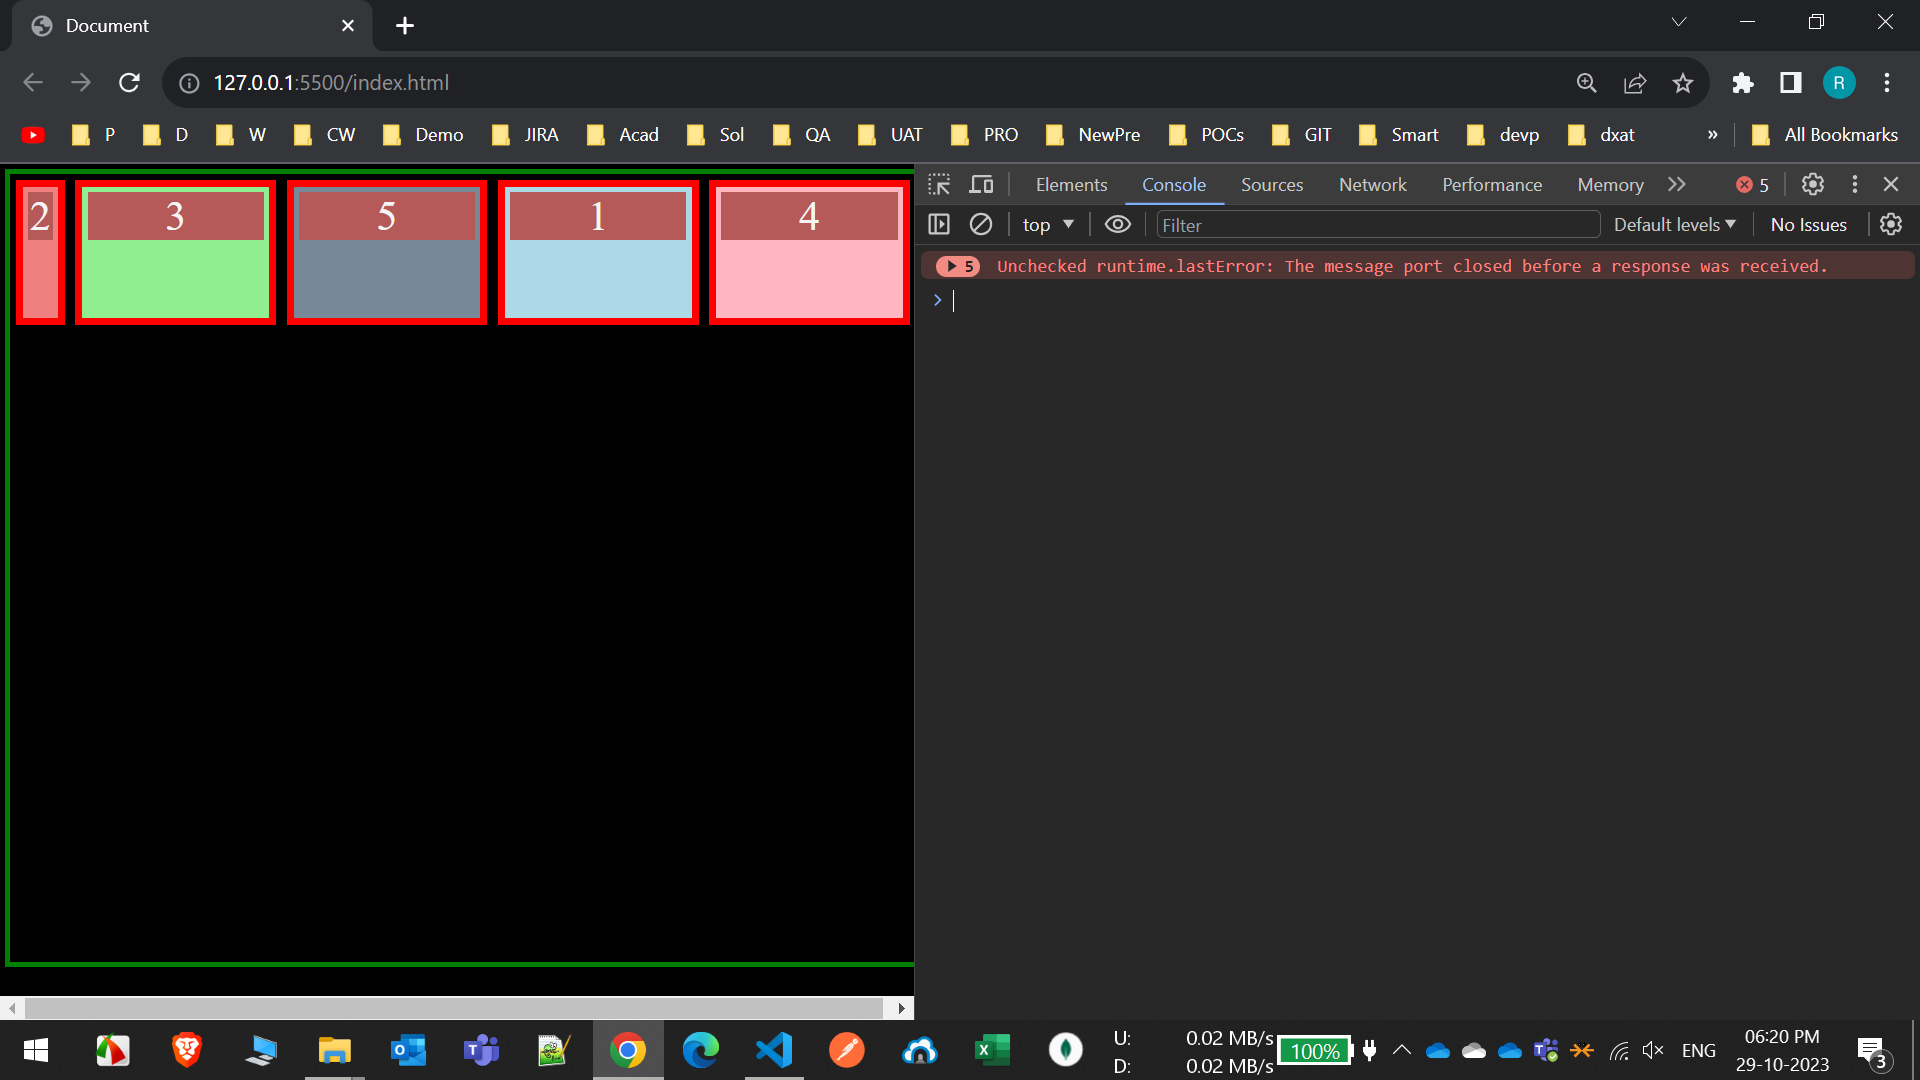 Document
127.0.0.1:5500/index.html
R
P D W CW Demo JIRA Acad Sol QA UAT PRO NewPre POCs GIT Smart devp dxat » All Bookmarks
2 3 5 1 4
Elements Console Sources Network Performance Memory 5
top Filter Default levels No Issues
5 Unchecked runtime.lastError: The message port closed before a response was received.
U: 0.02 MB/s
D: 0.02 MB/s
100%
ENG
06:20 PM
29-10-2023
3